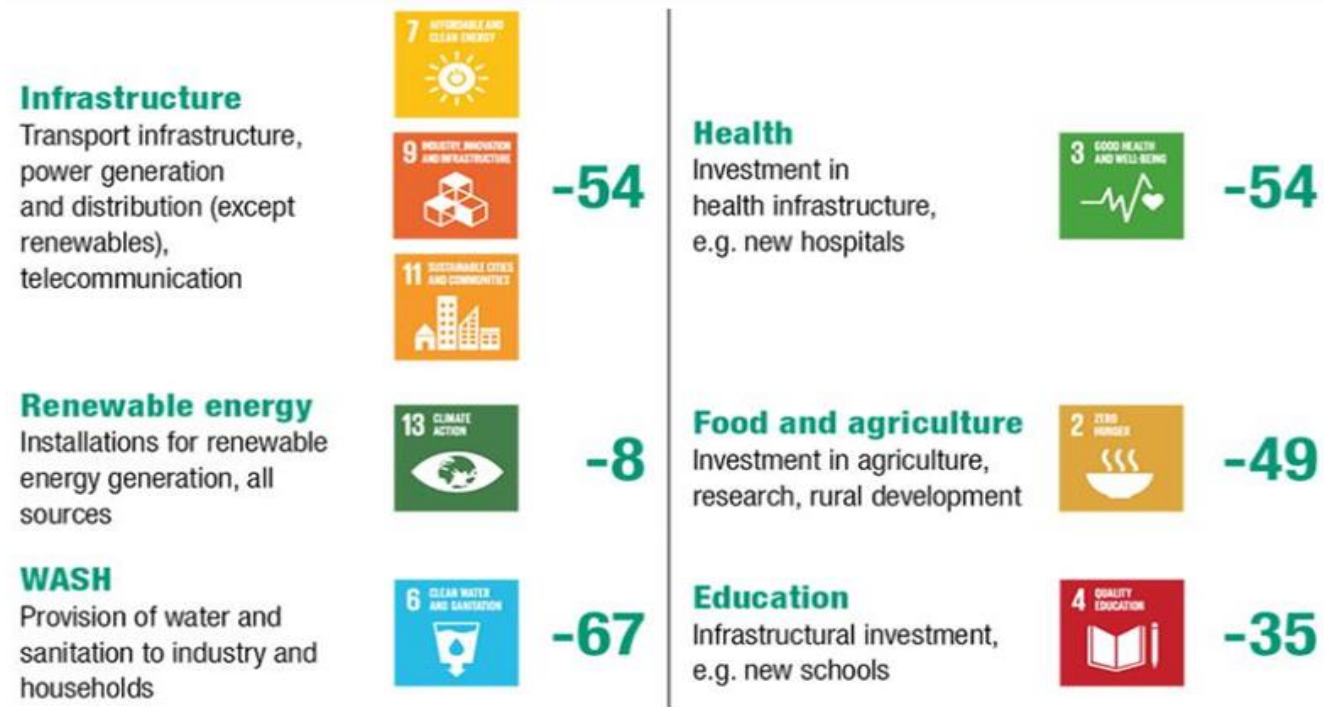 Infrastructure
Transport infrastructure,
power generation
and distribution (except
renewables),
telecommunication
7 AFFORDABLE AND
CLEAN ENERGY
9 INDUSTRY, INNOVATION
AND INFRASTRUCTURE
11 SUSTAINABLE CITIES
AND COMMUNITIES
-54
Renewable energy
Installations for renewable
energy generation, all
sources
13 CLIMATE
ACTION
-8
WASH
Provision of water and
sanitation to industry and
households
6 CLEAN WATER
AND SANITATION
-67
Health
Investment in
health infrastructure,
e.g. new hospitals
3 GOOD HEALTH
AND WELL-BEING
-54
Food and agriculture
Investment in agriculture,
research, rural development
2 ZERO
HUNGER
-49
Education
Infrastructural investment,
e.g. new schools
4 QUALITY
EDUCATION
-35